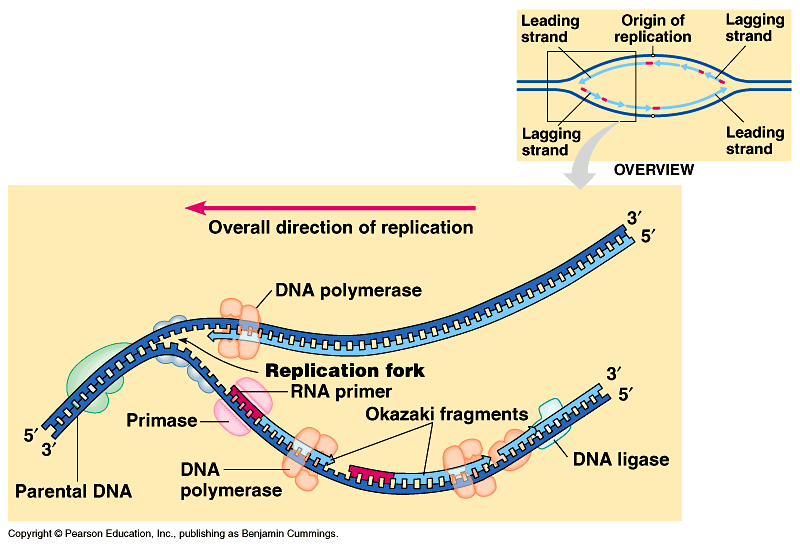 Leading
strand
Origin of
replication
Lagging
strand
Lagging
strand
Leading
strand
OVERVIEW
Overall direction of replication
3′
5′
DNA polymerase
Replication fork
RNA primer
3′
5′
Okazaki fragments
Primase
5′
3′
DNA
polymerase
DNA ligase
Parental DNA
Copyright © Pearson Education, Inc., publishing as Benjamin Cummings.